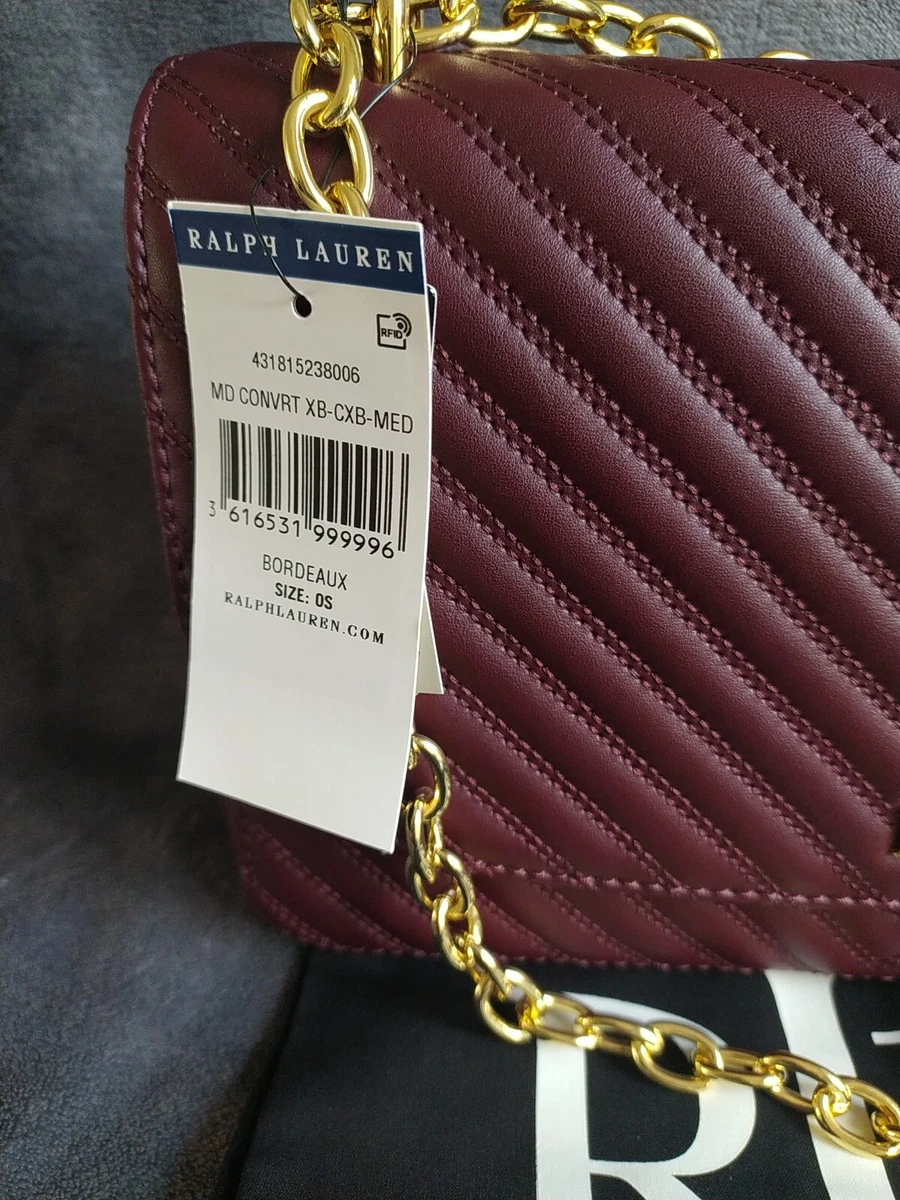 RALPH LAUREN
RFID
431815238006
MD CONVRT XB-CXB-MED
3 616531 999996
BORDEAUX
SIZE: OS
RALPHLAUREN.COM